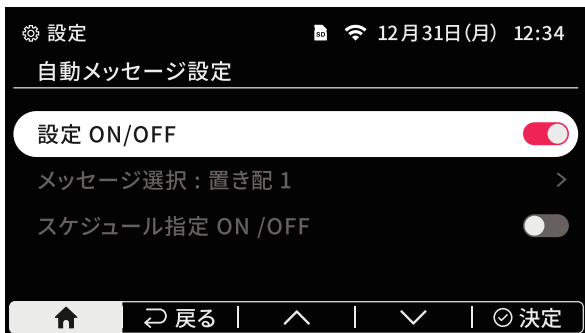 設定 SD 12月31日(月) 12:34
自動メッセージ設定
設定 ON/OFF
メッセージ選択 : 置き配 1
スケジュール指定 ON /OFF
戻る 決定